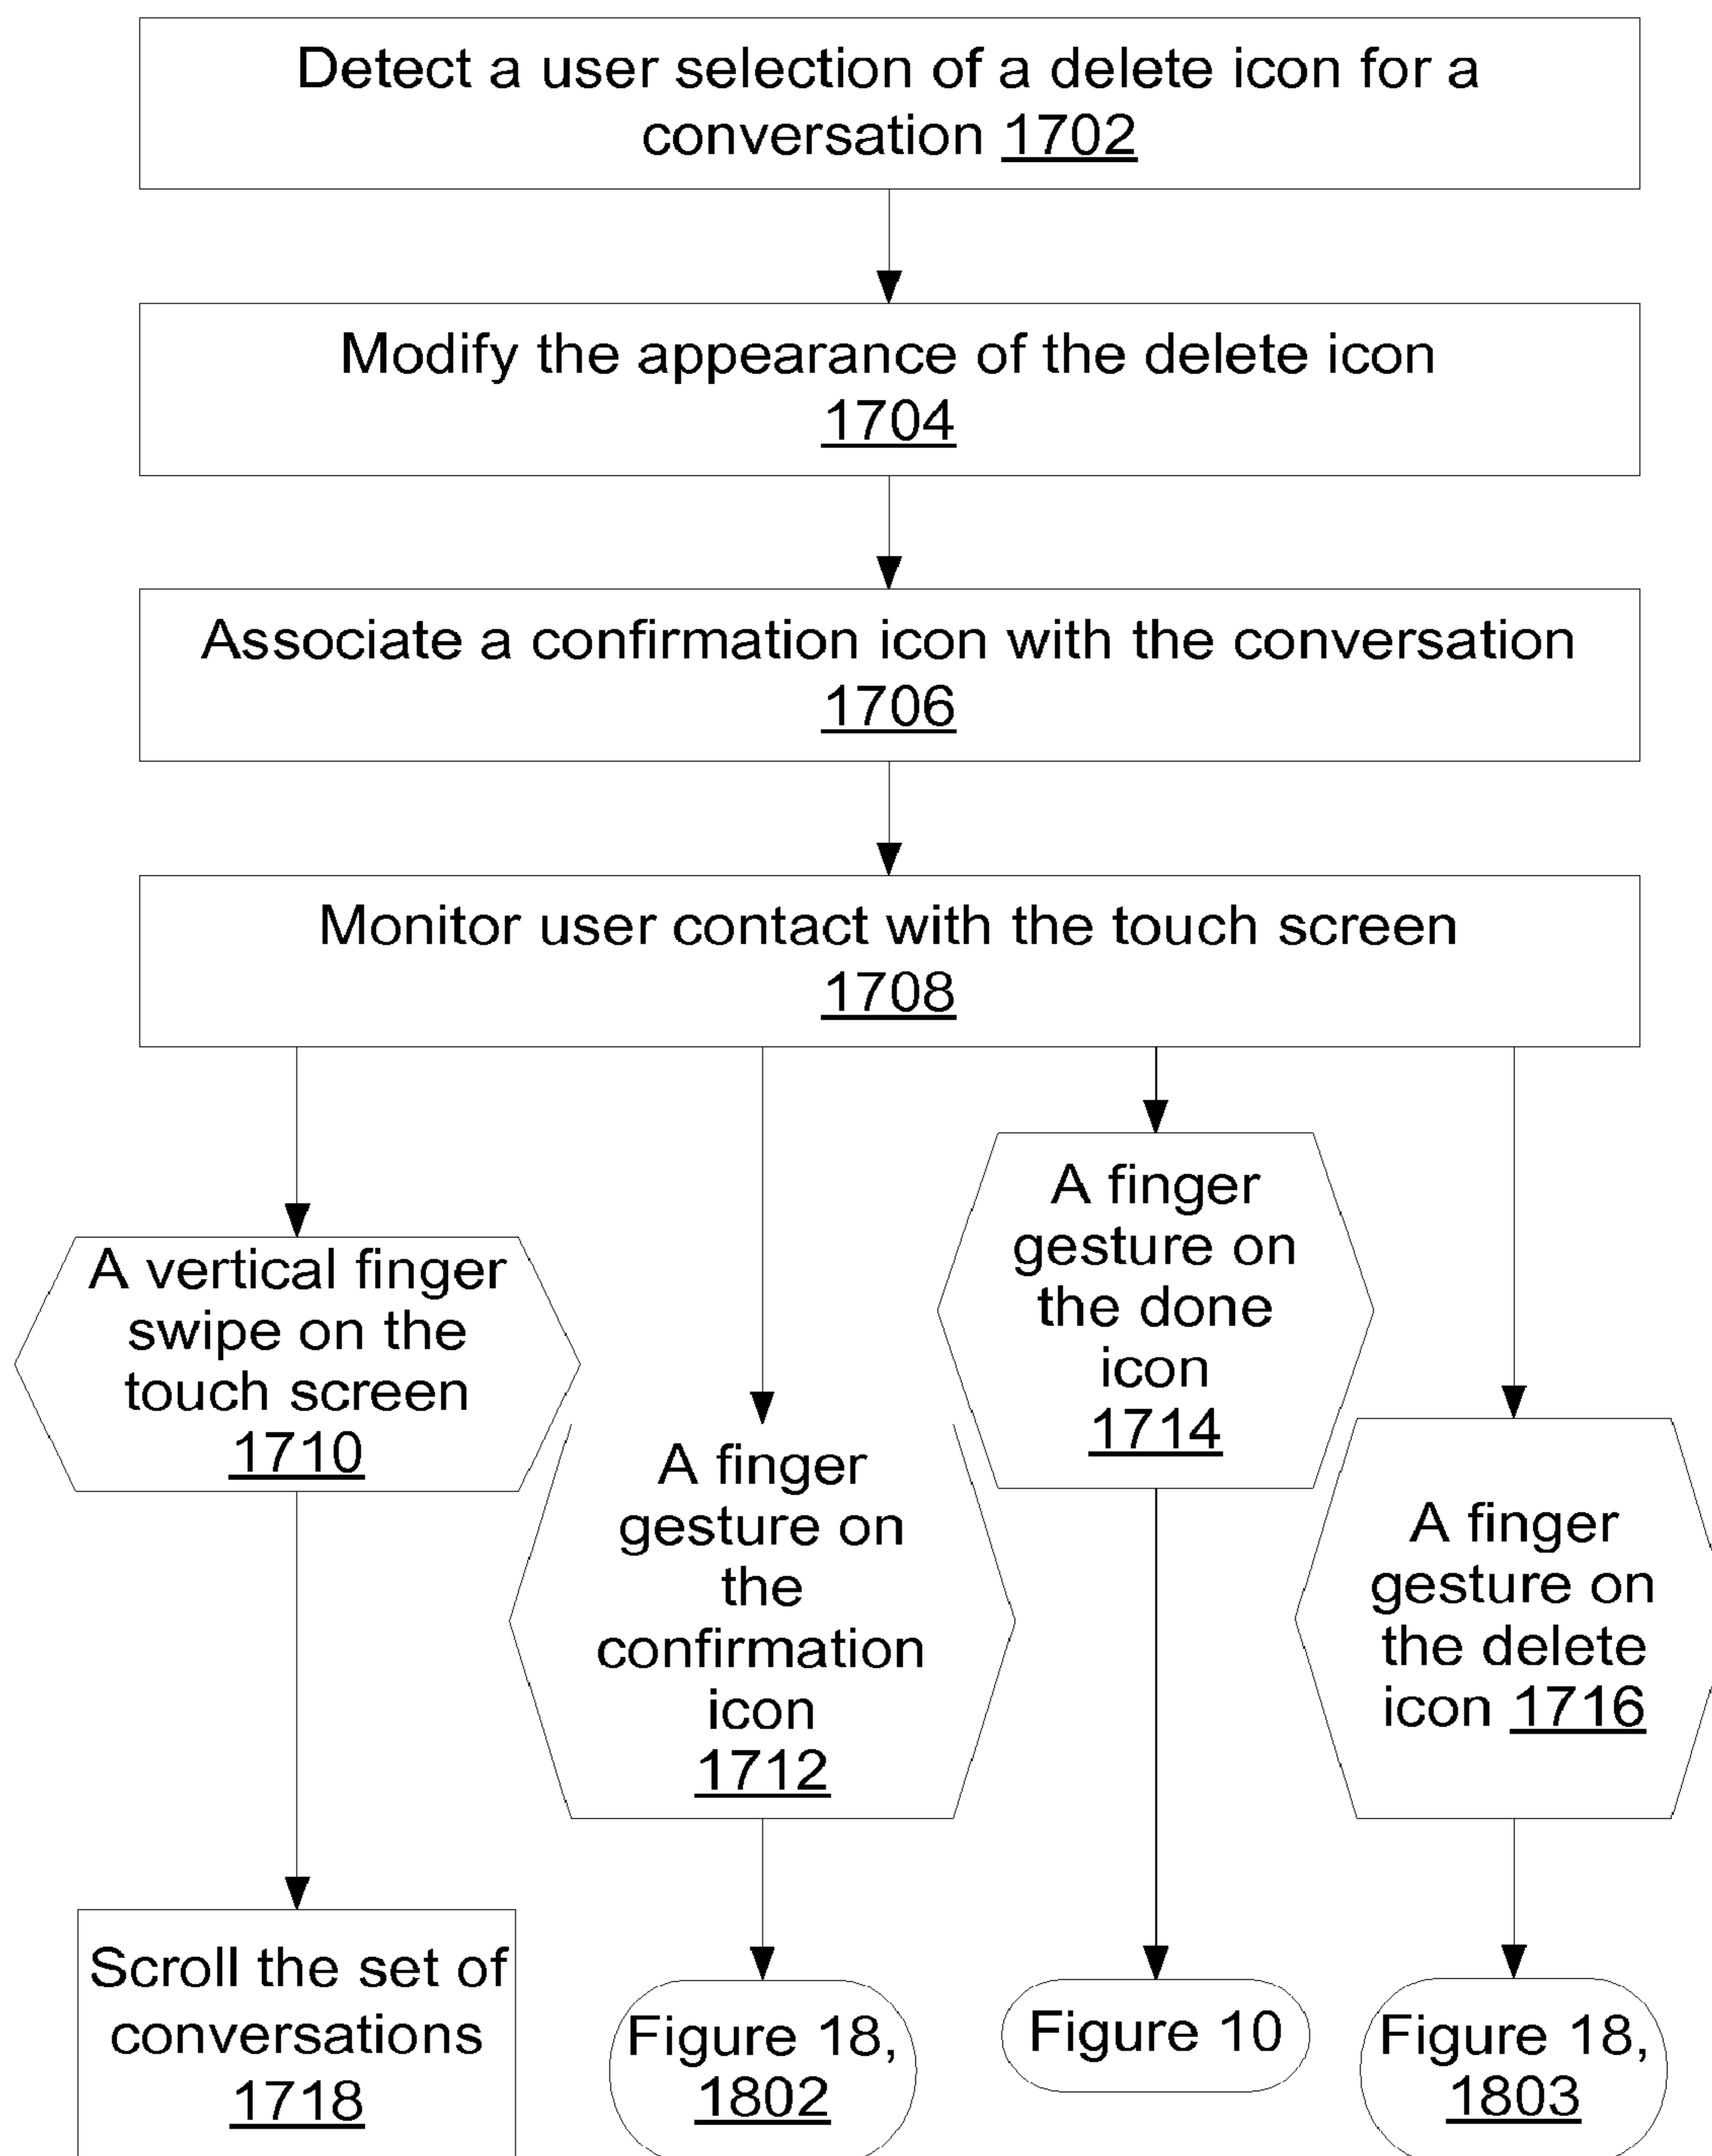 Detect a user selection of a delete icon for a
conversation 1702
Modify the appearance of the delete icon
1704
Associate a confirmation icon with the conversation
1706
Monitor user contact with the touch screen
1708
A vertical finger
swipe on the
touch screen
1710
A finger
gesture on
the
confirmation
icon
1712
A finger
gesture on
the done
icon
1714
A finger
gesture on
the delete
icon 1716
Scroll the set of
conversations
1718
Figure 18,
1802
Figure 10
Figure 18,
1803